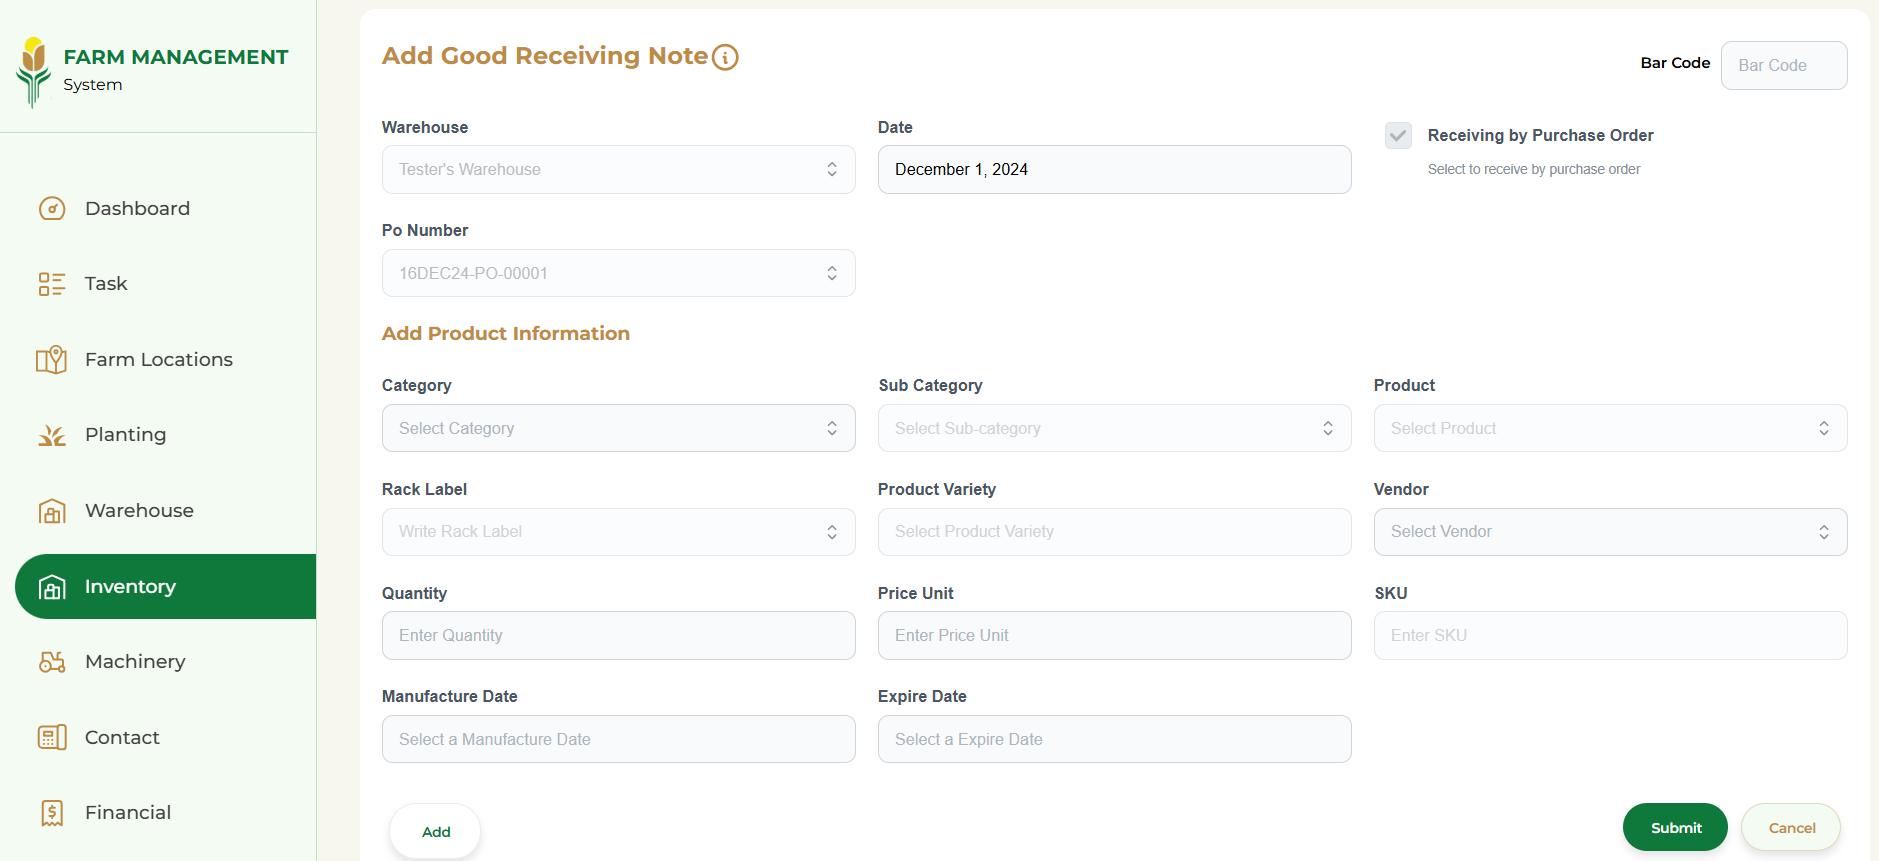 FARM MANAGEMENT
System
Dashboard
Task
Farm Locations
Planting
Warehouse
Inventory
Machinery
Contact
Financial
Add Good Receiving Note
Bar Code
Bar Code
Warehouse
Tester's Warehouse
Date
December 1, 2024
Receiving by Purchase Order
Select to receive by purchase order
Po Number
16DEC24-PO-00001
Add Product Information
Category
Select Category
Sub Category
Select Sub-category
Product
Select Product
Rack Label
Write Rack Label
Product Variety
Select Product Variety
Vendor
Select Vendor
Quantity
Enter Quantity
Price Unit
Enter Price Unit
SKU
Enter SKU
Manufacture Date
Select a Manufacture Date
Expire Date
Select a Expire Date
Add
Submit
Cancel